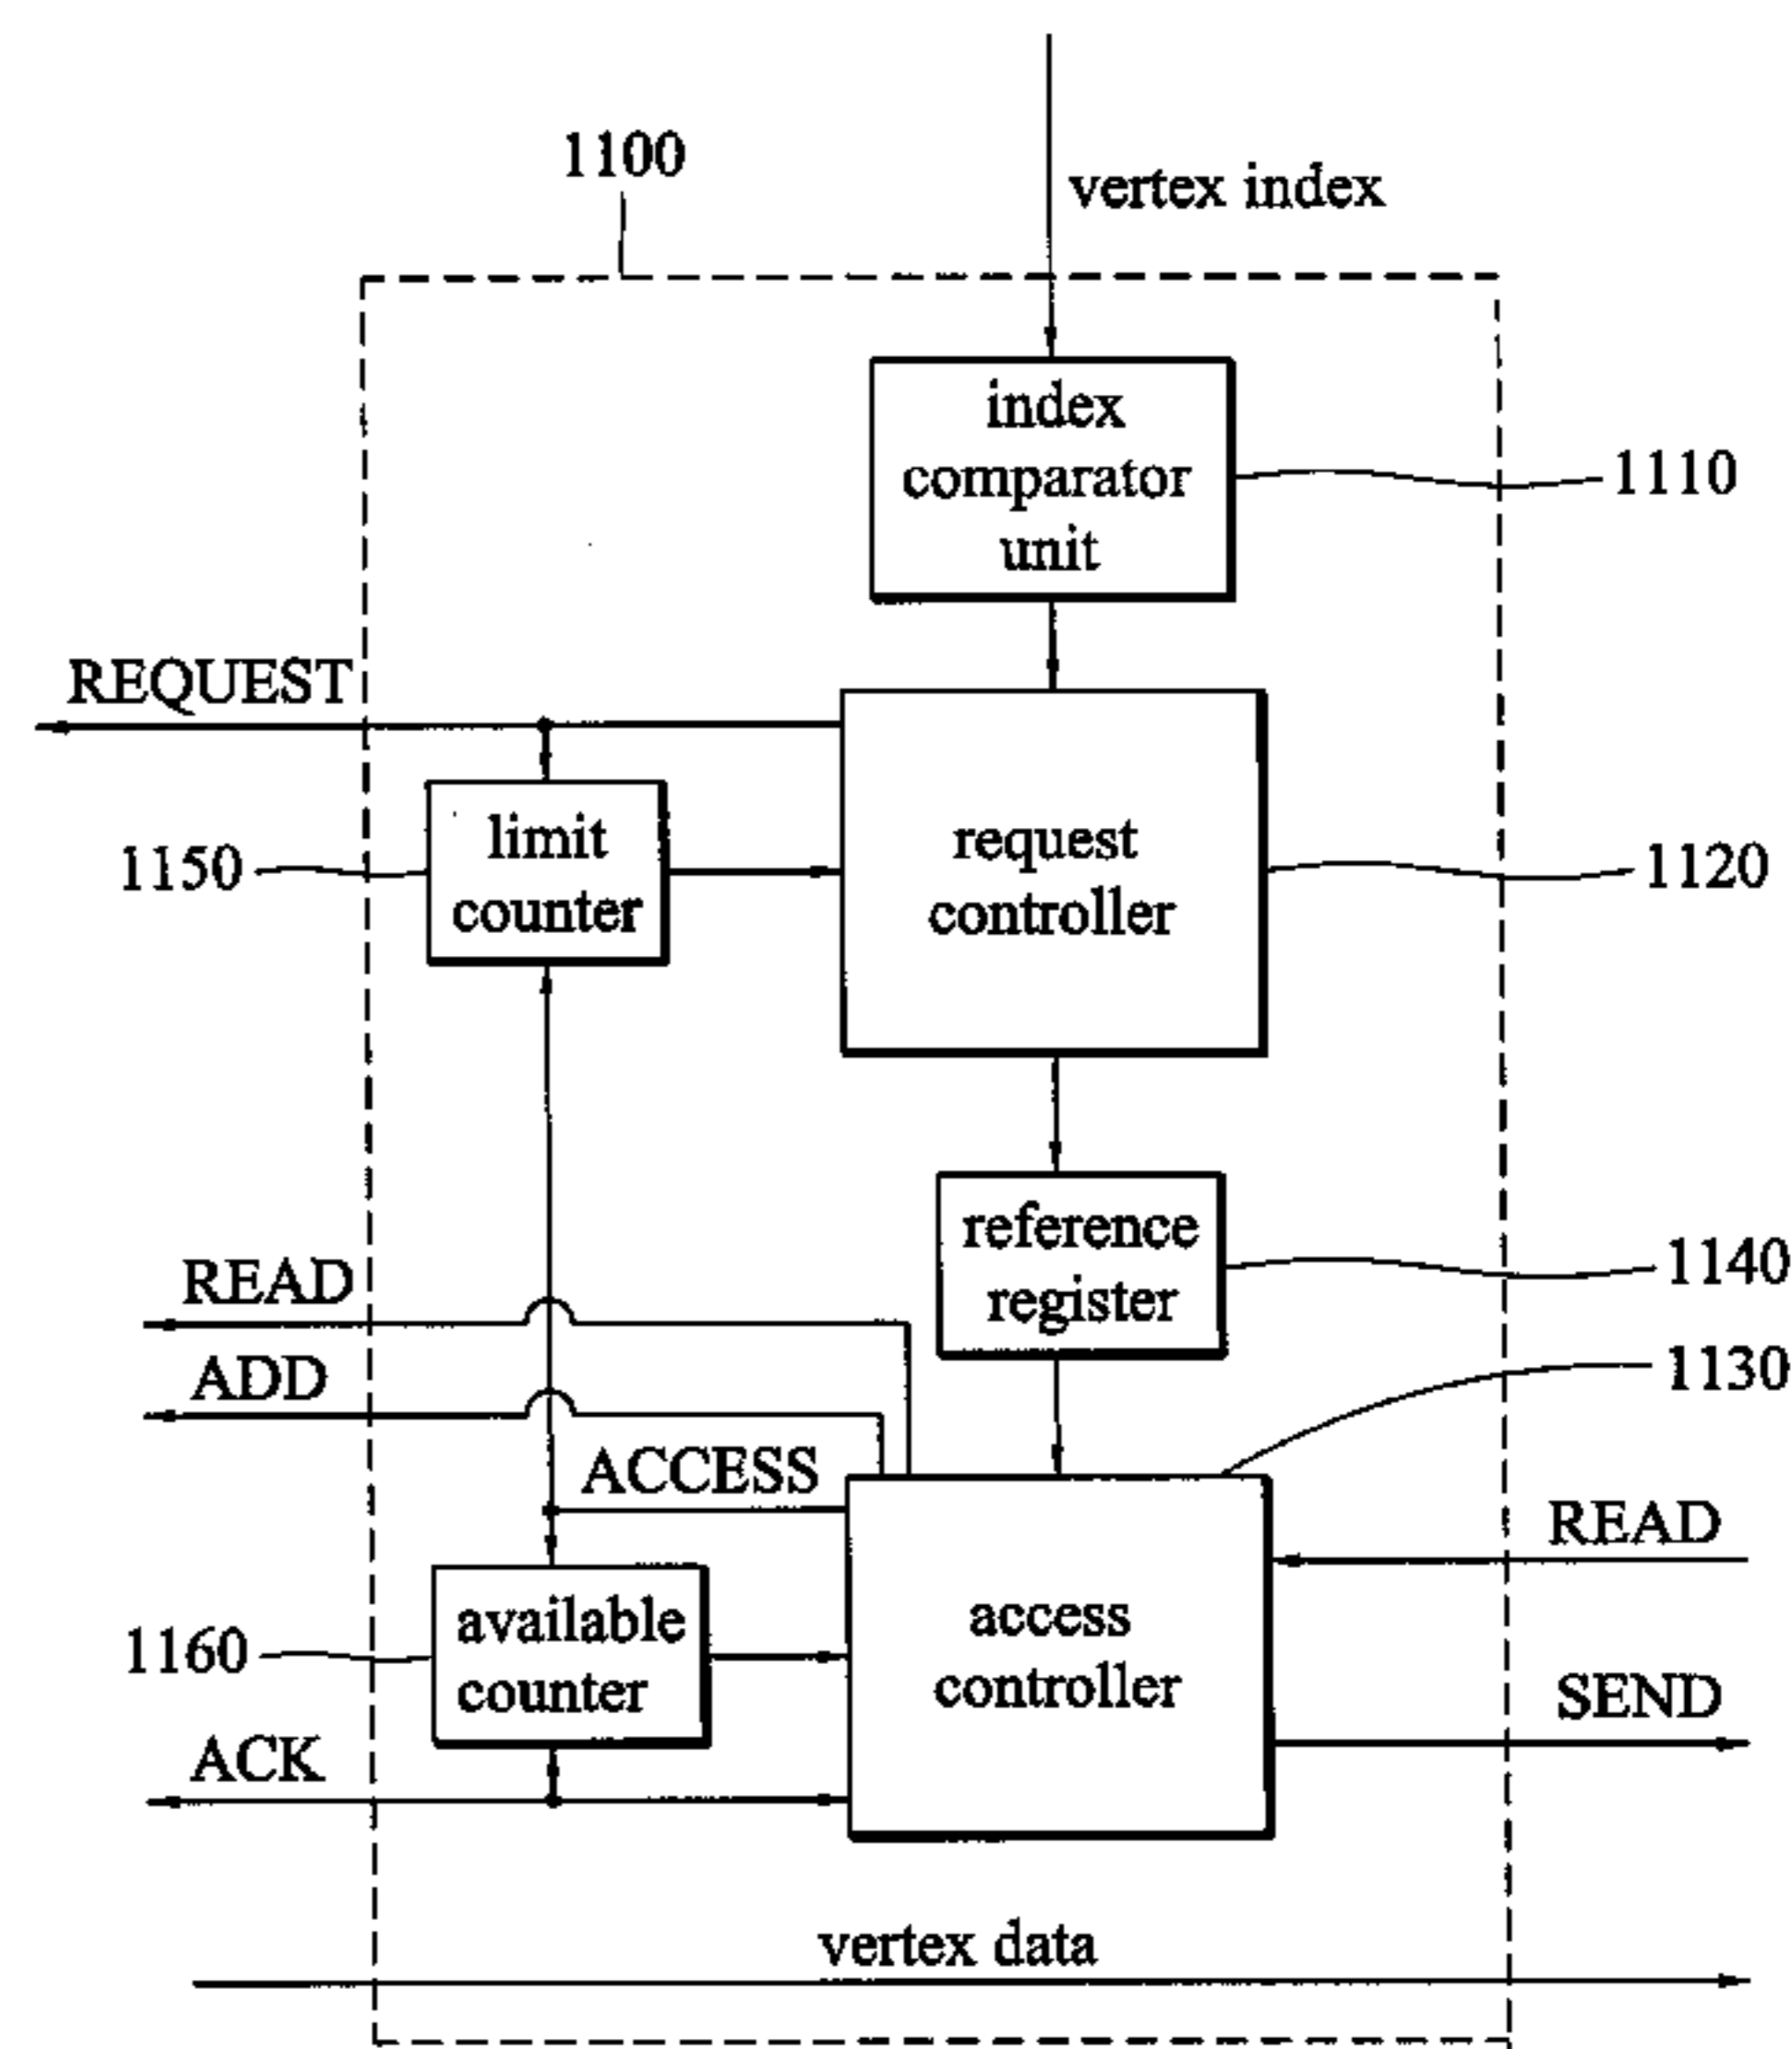 1100
vertex index
index
comparator
unit
1110
REQUEST
limit
counter
1150
request
controller
1120
reference
register
1140
READ
1130
ADD
ACCESS
READ
available
counter
1160
access
controller
SEND
ACK
vertex data